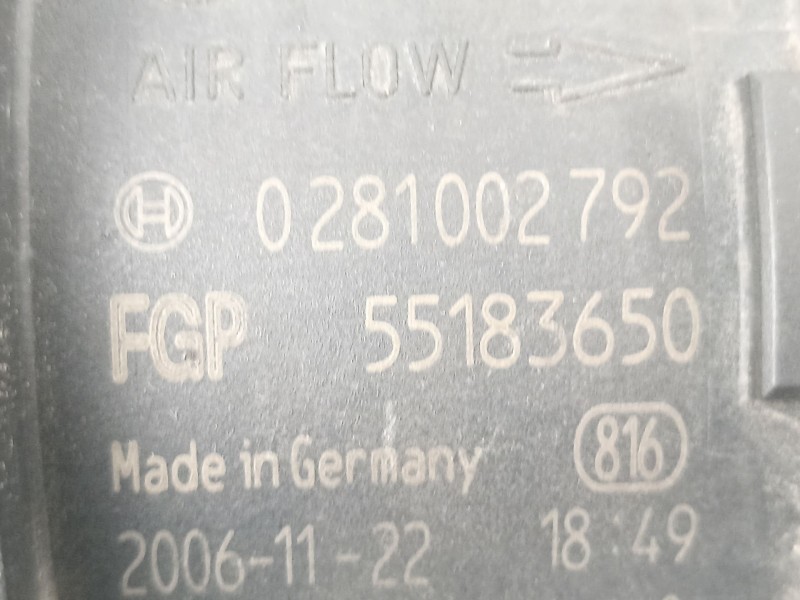 AIR FLOW
0 281 002 792
FGP 55183650
Made in Germany 816
2006-11-22 18:49